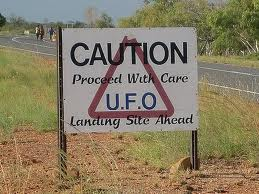 CAUTION
Proceed With Care
U.F.O
Landing Site Ahead